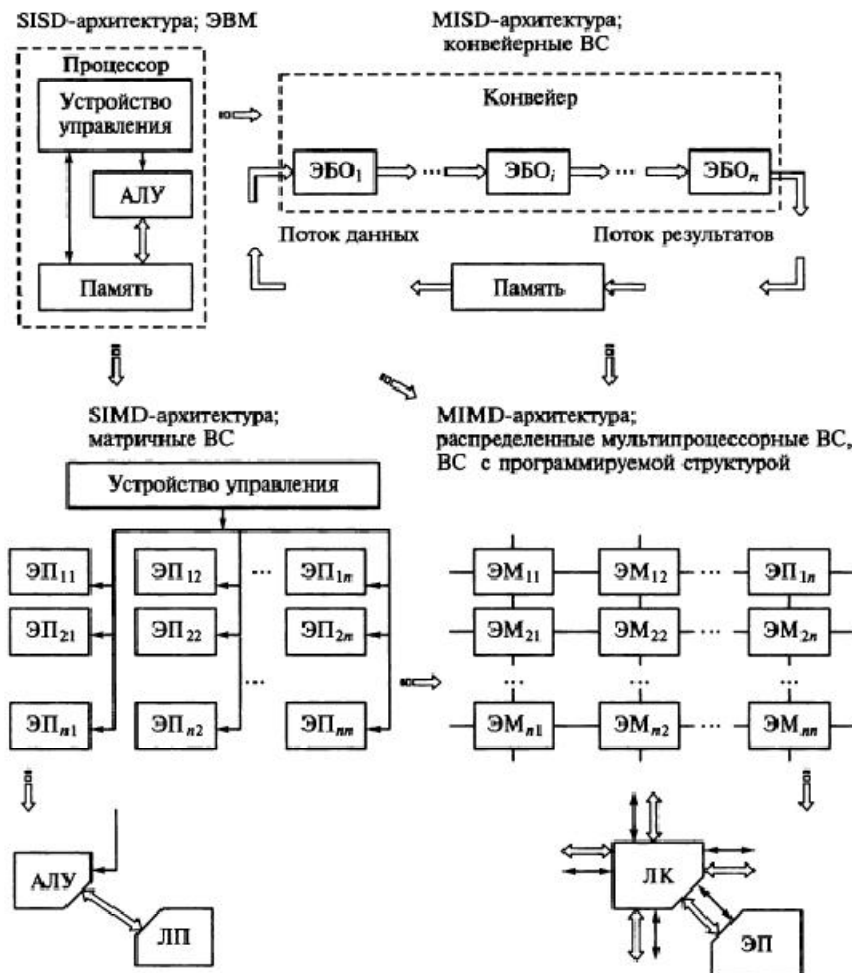 SISD-архитектура; ЭВМ
MISD-архитектура;
конвейерные ВС
Процессор
Устройство
управления
АЛУ
Память
Конвейер
ЭБО₁
...
ЭБОᵢ
...
ЭБОₙ
Поток данных
Поток результатов
Память
SIMD-архитектура;
матричные ВС
MIMD-архитектура;
распределенные мультипроцессорные ВС,
ВС с программируемой структурой
Устройство управления
ЭП₁₁
ЭП₁₂
...
ЭП₁ₙ
ЭП₂₁
ЭП₂₂
ЭП₂ₙ
...
ЭПₙ₁
ЭПₙ₂
ЭПₙₙ
ЭМ₁₁
ЭМ₁₂
...
ЭП₁ₙ
ЭМ₂₁
ЭМ₂₂
...
ЭМ₂ₙ
...
...
...
ЭМₙ₁
ЭМₙ₂
...
ЭМₙₙ
АЛУ
ЛП
ЛК
ЭП